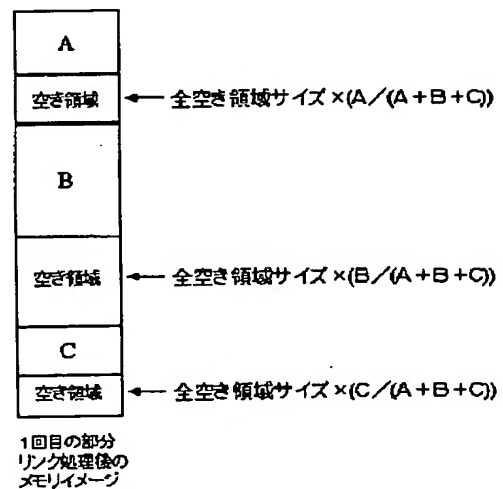 A
空き領域 ← 全空き領域サイズ×(A／(A＋B＋C))
B
空き領域 ← 全空き領域サイズ×(B／(A＋B＋C))
C
空き領域 ← 全空き領域サイズ×(C／(A＋B＋C))
1回目の部分
リンク処理後の
メモリイメージ